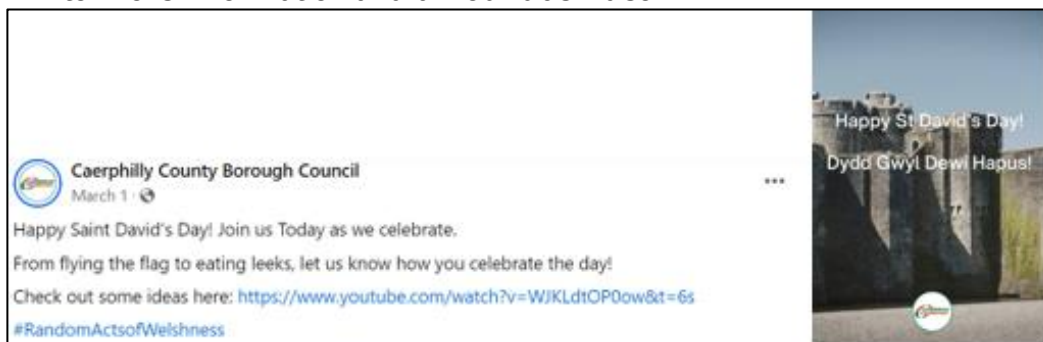 Caerphilly County Borough Council
March 1
Happy Saint David's Day! Join us Today as we celebrate.
From flying the flag to eating leeks, let us know how you celebrate the day!
Check out some ideas here: https://www.youtube.com/watch?v=WJKLdtOP0ow&t=6s
#RandomActsofWelshness
Happy St David's Day!
Dydd Gwyl Dewi Hapus!